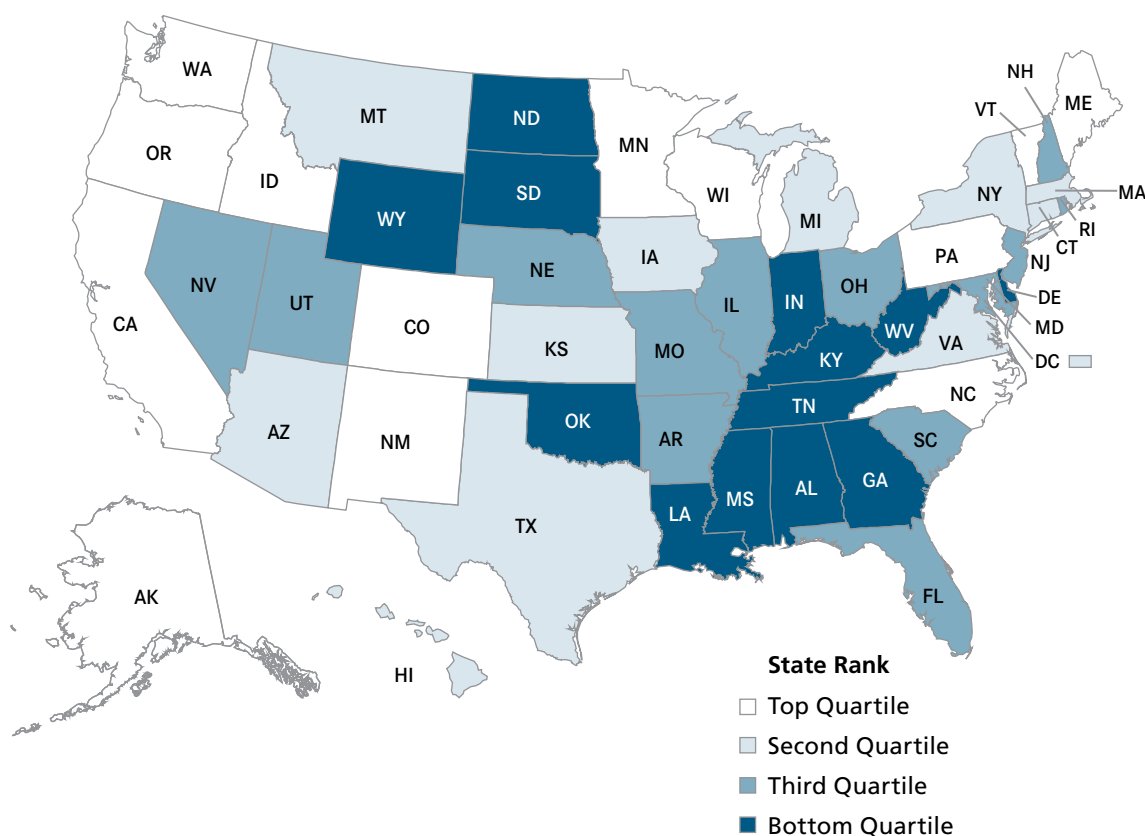 WA
MT
ND
MN
NH
VT
ME
OR
ID
SD
WI
NY
MA
WY
MI
CT
RI
IA
PA
NJ
NV
UT
NE
IL
IN
OH
DE
MD
CA
CO
KS
MO
WV
VA
DC
KY
AZ
NM
OK
AR
TN
NC
SC
TX
LA
MS
AL
GA
AK
FL
HI
State Rank
Top Quartile
Second Quartile
Third Quartile
Bottom Quartile